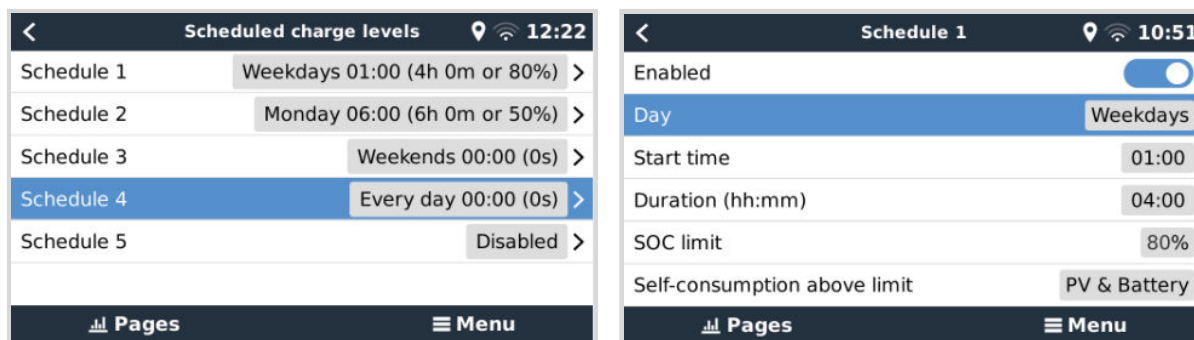 Scheduled charge levels 12:22
Schedule 1 Weekdays 01:00 (4h 0m or 80%)
Schedule 2 Monday 06:00 (6h 0m or 50%)
Schedule 3 Weekends 00:00 (0s)
Schedule 4 Every day 00:00 (0s)
Schedule 5 Disabled
Pages Menu
Schedule 1 10:51
Enabled
Day Weekdays
Start time 01:00
Duration (hh:mm) 04:00
SOC limit 80%
Self-consumption above limit PV & Battery
Pages Menu